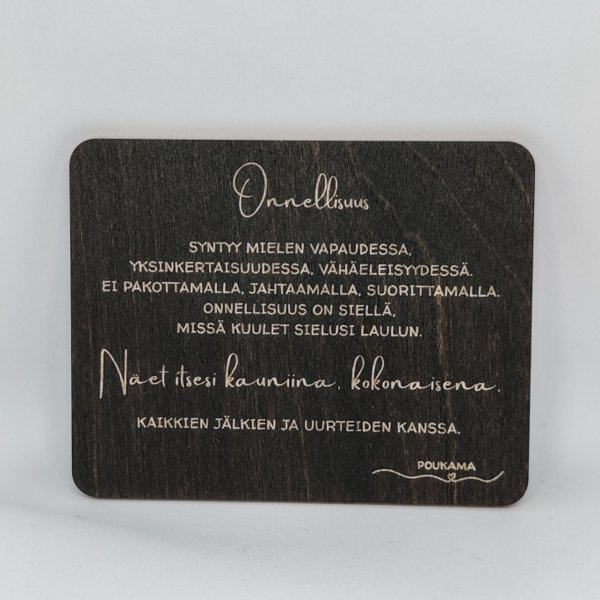 Onnellisuus
SYNTYY MIELEN VAPAUDESSA,
YKSINKERTAISUUDESSA, VÄHÄELEISYYDESSÄ.
EI PAKOTTAMALLA, JAHTAAMALLA, SUORITTAMALLA.
ONNELLISUUS ON SIELLÄ,
MISSÄ KUULET SIELUSI LAULUN.
Näet itsesi kauniina, kokonaisena,
KAIKKIEN JÄLKIEN JA UURTEIDEN KANSSA.
POUKAMA